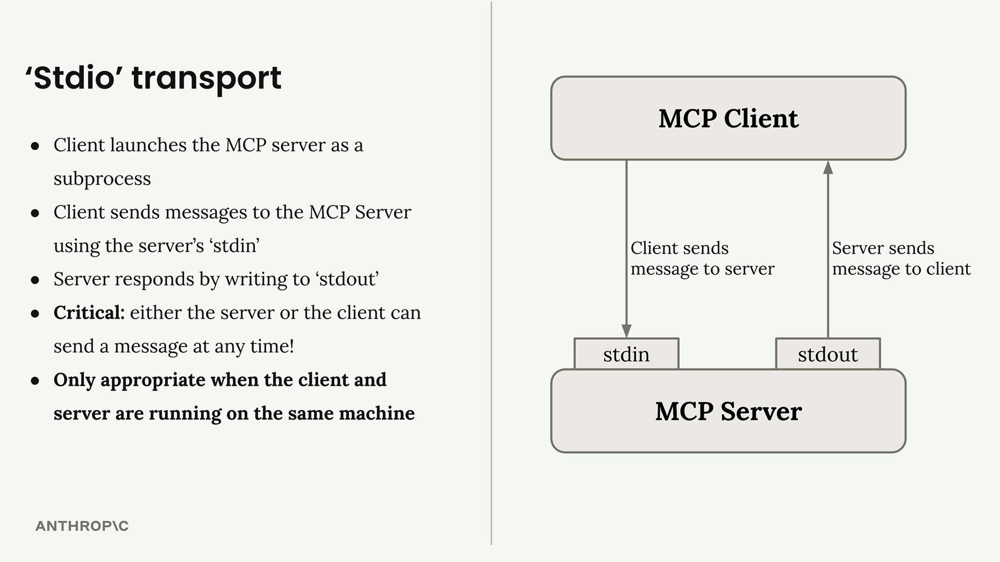 ‘Stdio’ transport
● Client launches the MCP server as a
subprocess
● Client sends messages to the MCP Server
using the server’s ‘stdin’
● Server responds by writing to ‘stdout’
● Critical: either the server or the client can
send a message at any time!
● Only appropriate when the client and
server are running on the same machine
ANTHROP\C
MCP Client
Client sends
message to server
Server sends
message to client
stdin
stdout
MCP Server